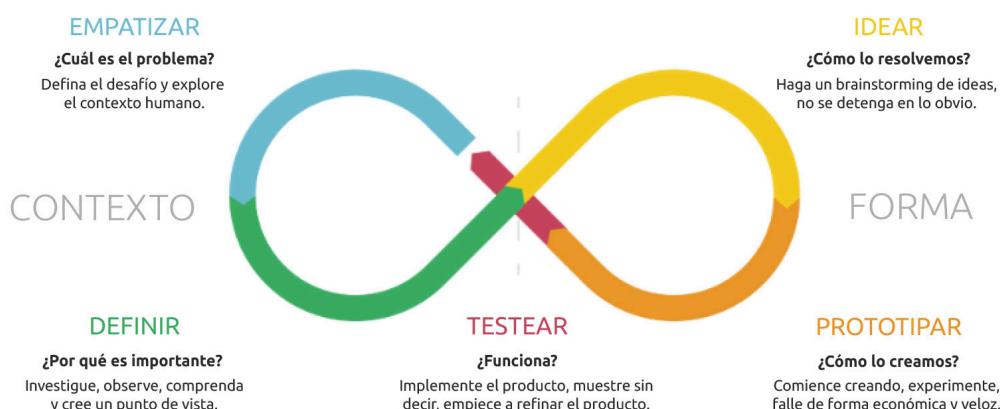 EMPATIZAR
¿Cuál es el problema?
Defina el desafío y explore
el contexto humano.
IDEAR
¿Cómo lo resolvemos?
Haga un brainstorming de ideas,
no se detenga en lo obvio.
CONTEXTO
FORMA
DEFINIR
¿Por qué es importante?
Investigue, observe, comprenda
y cree un punto de vista.
TESTEAR
¿Funciona?
Implemente el producto, muestre sin
decir, empiece a refinar el producto.
PROTOTIPAR
¿Cómo lo creamos?
Comience creando, experimente,
falle de forma económica y veloz.